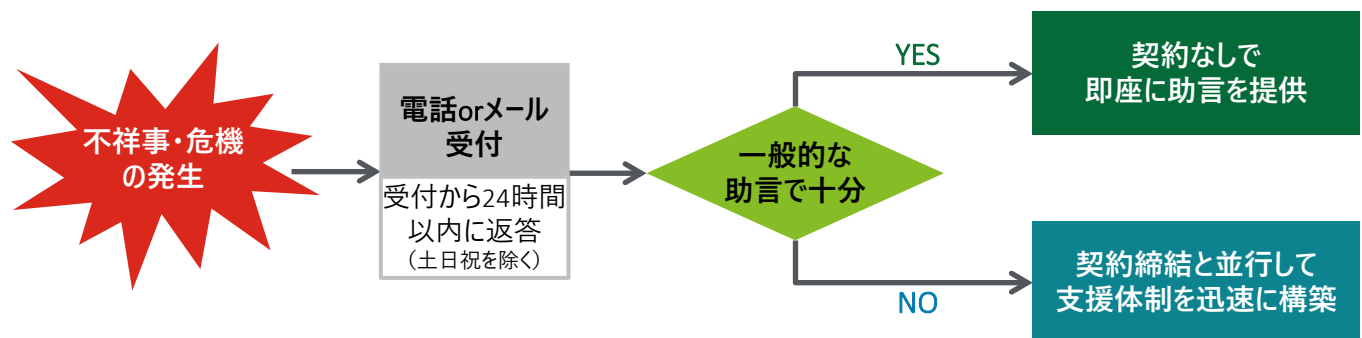 不祥事・危機
の発生
電話orメール
受付
受付から24時間
以内に返答
（土日祝を除く）
一般的な
助言で十分
YES
契約なしで
即座に助言を提供
NO
契約締結と並行して
支援体制を迅速に構築